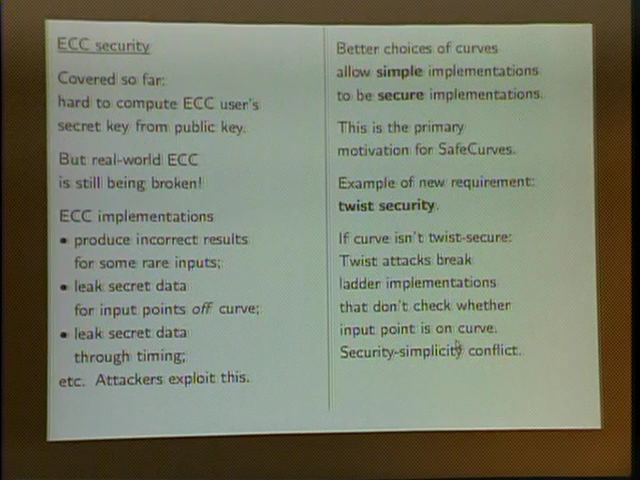 ECC security
Covered so far:
hard to compute ECC user's
secret key from public key.
But real-world ECC
is still being broken!
ECC implementations
• produce incorrect results
for some rare inputs;
• leak secret data
for input points off curve;
• leak secret data
through timing;
etc. Attackers exploit this.
Better choices of curves
allow simple implementations
to be secure implementations.
This is the primary
motivation for SafeCurves.
Example of new requirement:
twist security.
If curve isn't twist-secure:
Twist attacks break
ladder implementations
that don't check whether
input point is on curve.
Security-simplicity conflict.